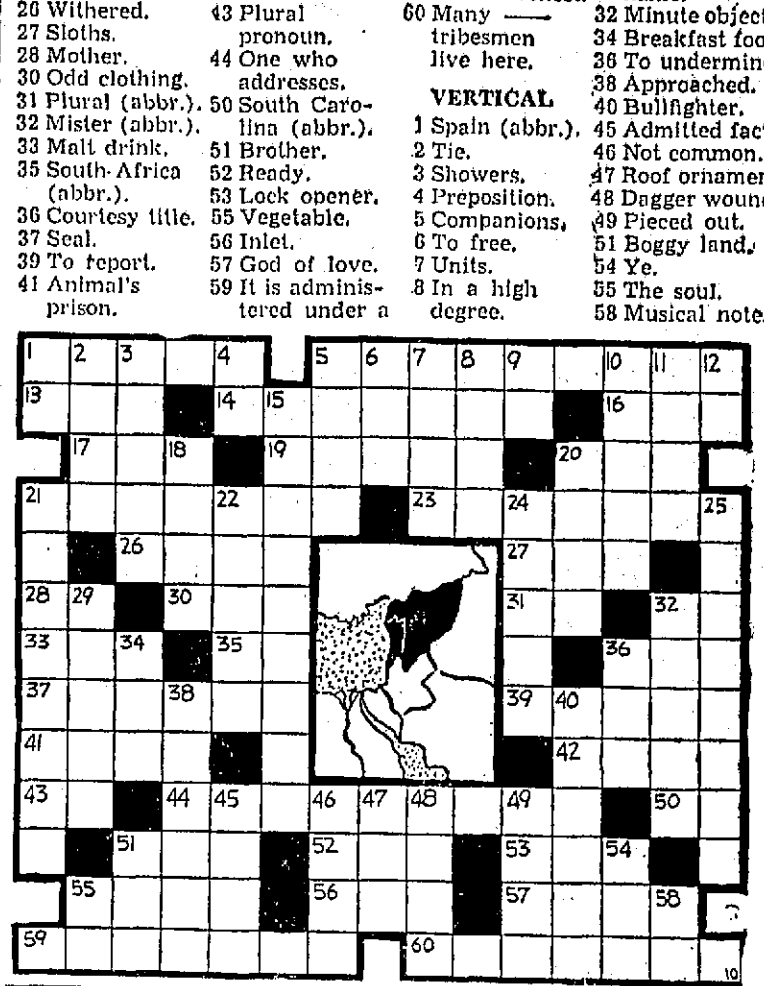 26 Withered.
27 Sloths.
28 Mother.
30 Odd clothing.
31 Plural (abbr.).
32 Mister (abbr.).
33 Malt drink.
35 South Africa
(abbr.).
36 Courtesy title.
37 Seal.
39 To report.
41 Animal's
prison.
43 Plural
pronoun.
44 One who
addresses.
50 South Caro-
lina (abbr.).
51 Brother.
52 Ready.
53 Lock opener.
55 Vegetable.
56 Inlet.
57 God of love.
59 It is adminis-
tered under a
60 Many ——
tribesmen
live here.
VERTICAL
1 Spain (abbr.).
2 Tie.
3 Showers.
4 Preposition.
5 Companions.
6 To free.
7 Units.
8 In a high
degree.
32 Minute object
34 Breakfast foo
36 To undermin
38 Approached.
40 Bullfighter.
45 Admitted fac
46 Not common.
47 Roof ornamen
48 Dagger woun
49 Pieced out.
51 Boggy land.
54 Ye.
55 The soul.
58 Musical note.
1 2 3 4 5 6 7 8 9 10 11 12
13 14 15 16
17 18 19 20
21 22 23 24 25
26 27
28 29 30 31 32
33 34 35 36
37 38 39 40
41 42
43 44 45 46 47 48 49 50
51 52 53 54
55 56 57 58
59 60
10